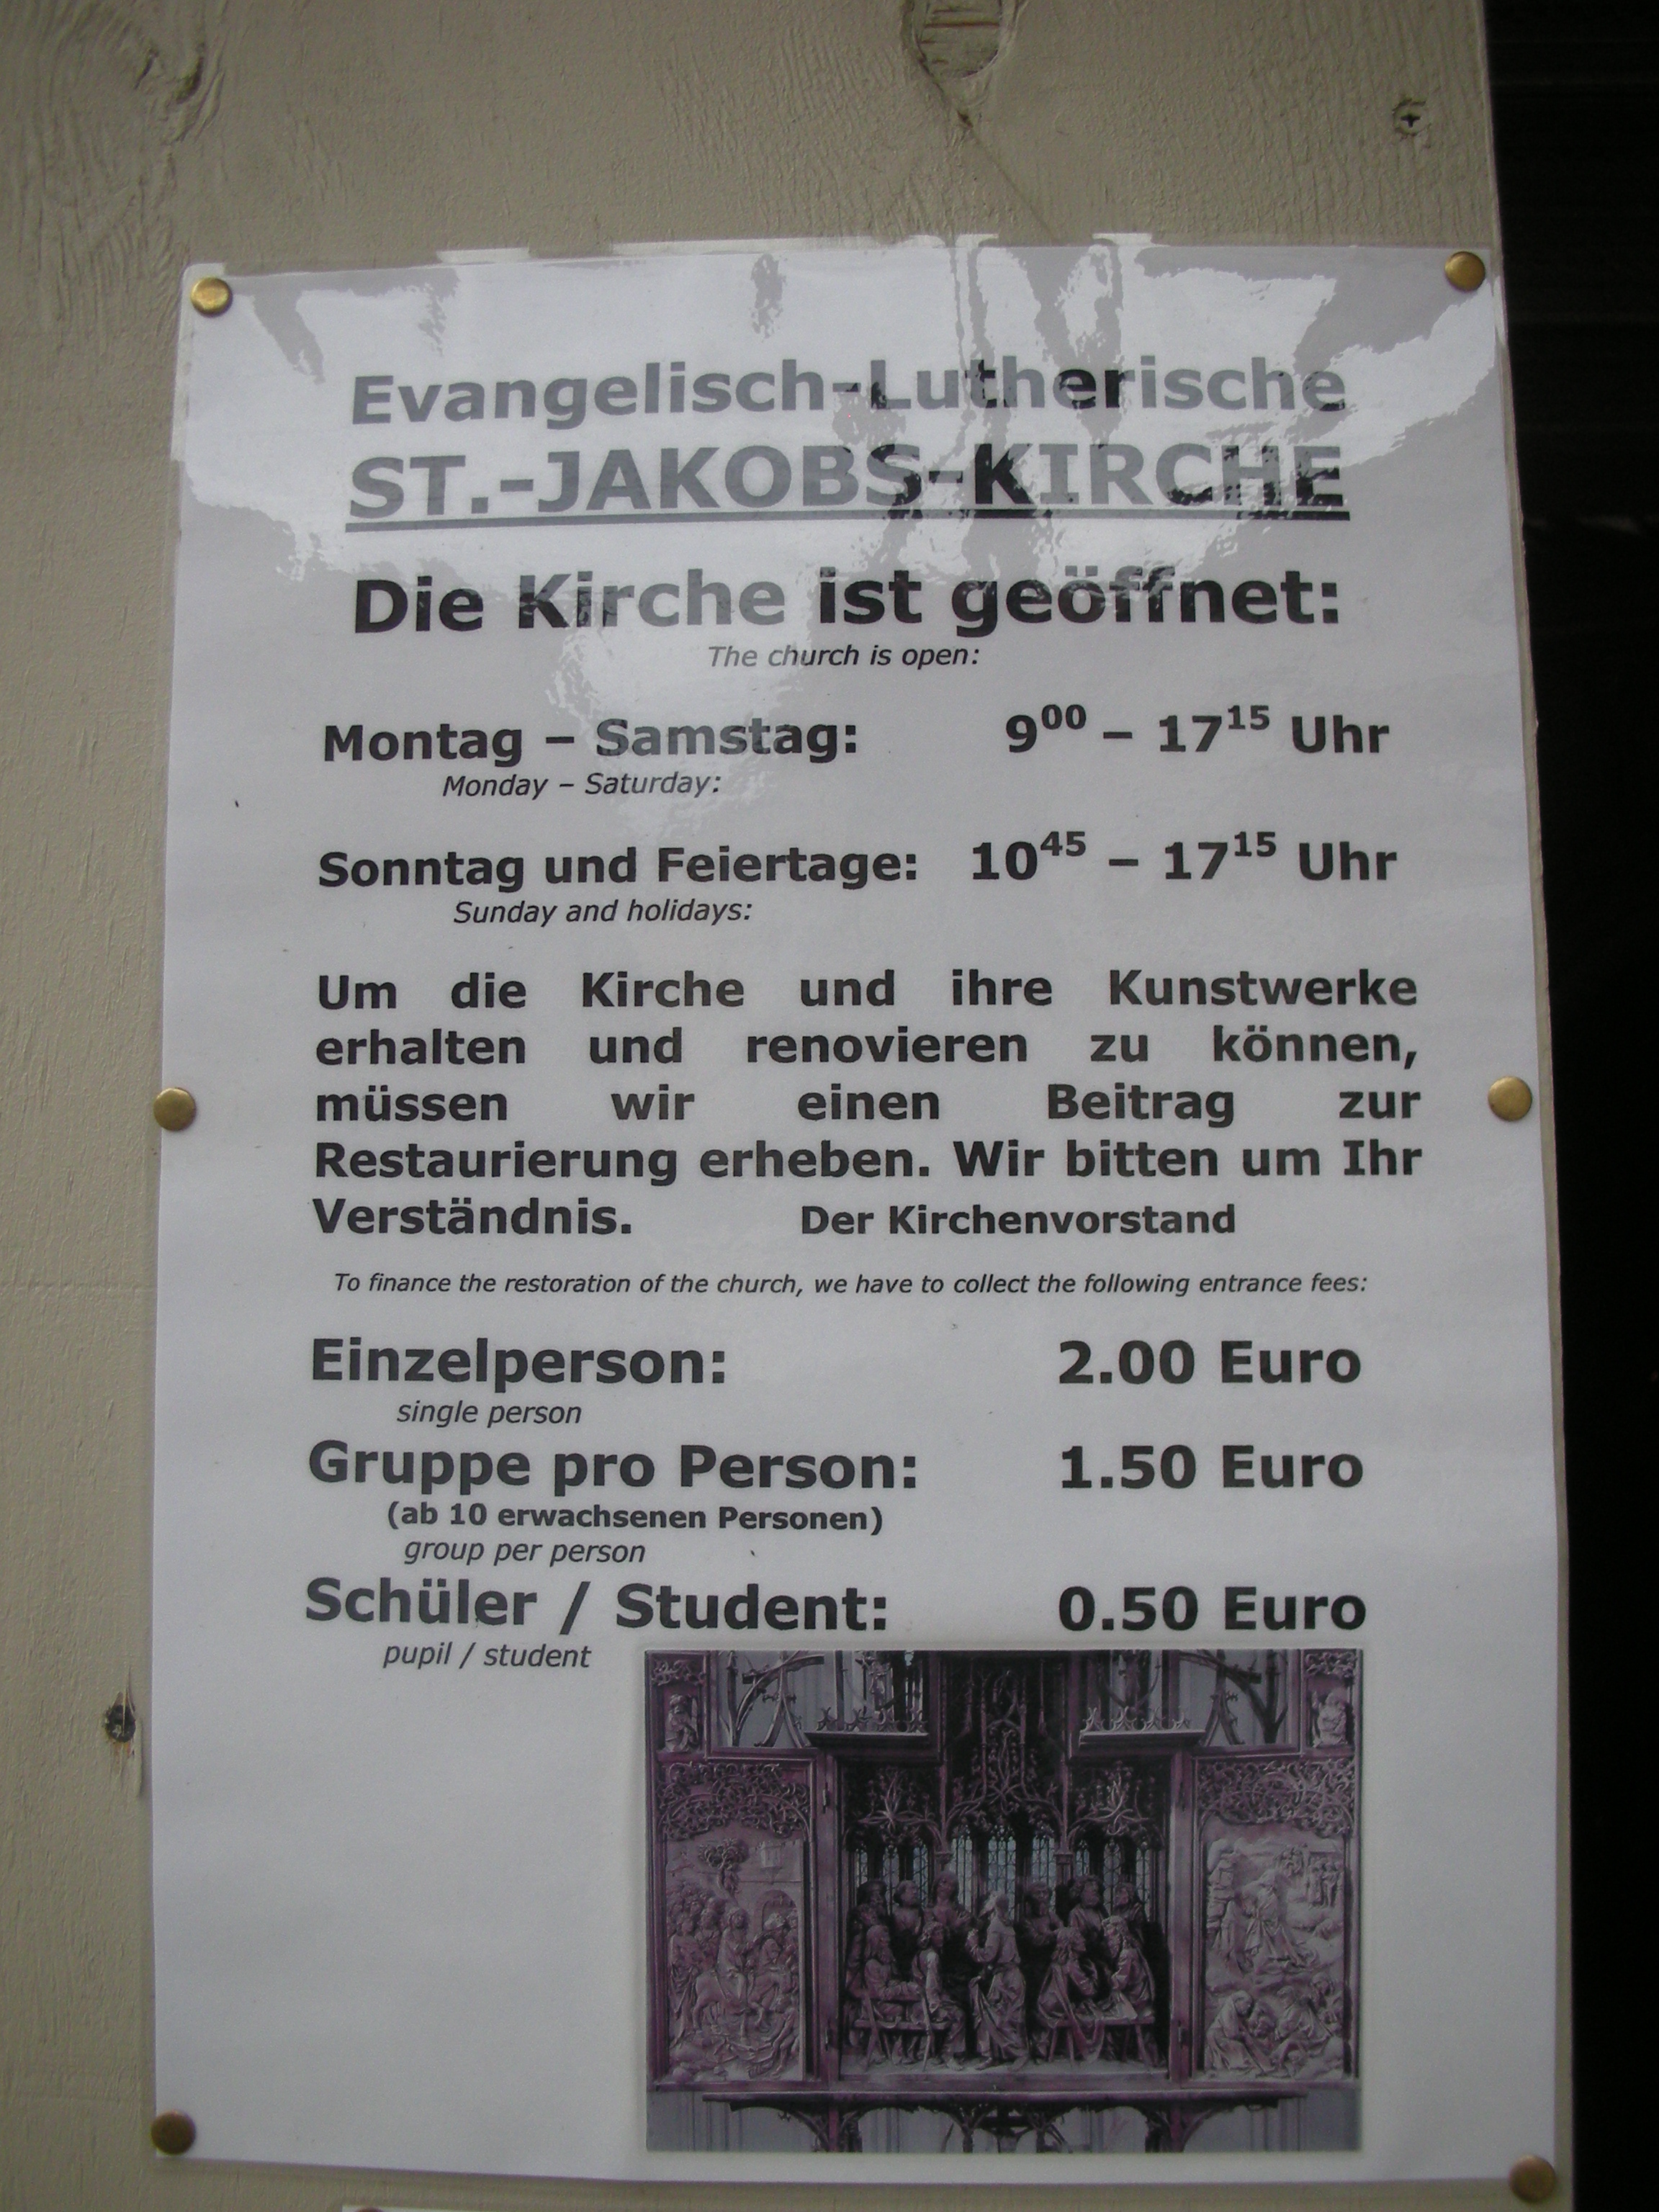 Evangelisch-Lutherische
ST.-JAKOBS-KIRCHE
Die Kirche ist geöffnet:
The church is open:
Montag – Samstag: 9⁰⁰ – 17¹⁵ Uhr
Monday – Saturday:
Sonntag und Feiertage: 10⁴⁵ – 17¹⁵ Uhr
Sunday and holidays:
Um die Kirche und ihre Kunstwerke
erhalten und renovieren zu können,
müssen wir einen Beitrag zur
Restaurierung erheben. Wir bitten um Ihr
Verständnis. Der Kirchenvorstand
To finance the restoration of the church, we have to collect the following entrance fees:
Einzelperson: 2.00 Euro
single person
Gruppe pro Person: 1.50 Euro
(ab 10 erwachsenen Personen)
group per person
Schüler / Student: 0.50 Euro
pupil / student